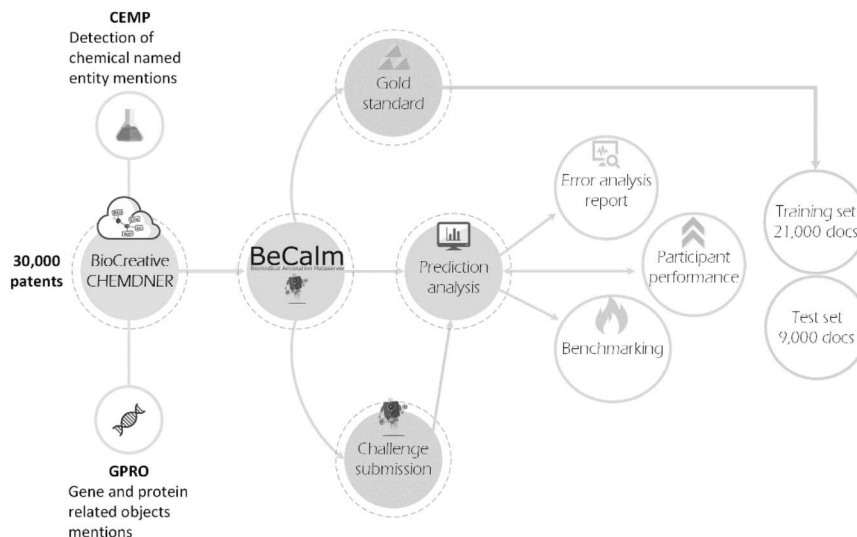 CEMP
Detection of
chemical named
entity mentions
30,000
patents
BioCreative
CHEMDNER
GPRO
Gene and protein
related objects
mentions
BeCalm
Biomedical Annotation Metaserver
Gold
standard
Prediction
analysis
Challenge
submission
Error analysis
report
Participant
performance
Benchmarking
Training set
21,000 docs
Test set
9,000 docs